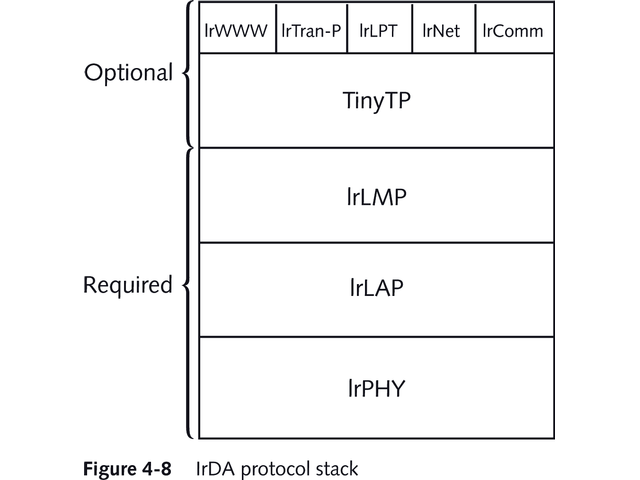 IrWWW IrTran-P IrLPT IrNet IrComm
Optional
TinyTP
IrLMP
Required
IrLAP
IrPHY
Figure 4-8 IrDA protocol stack